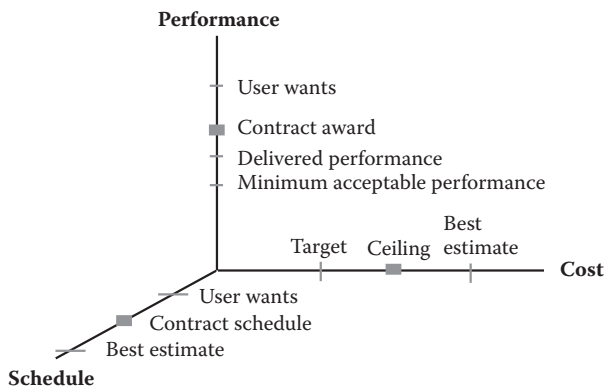 Performance
User wants
Contract award
Delivered performance
Minimum acceptable performance
Best
estimate
Target
Ceiling
Cost
User wants
Contract schedule
Best estimate
Schedule